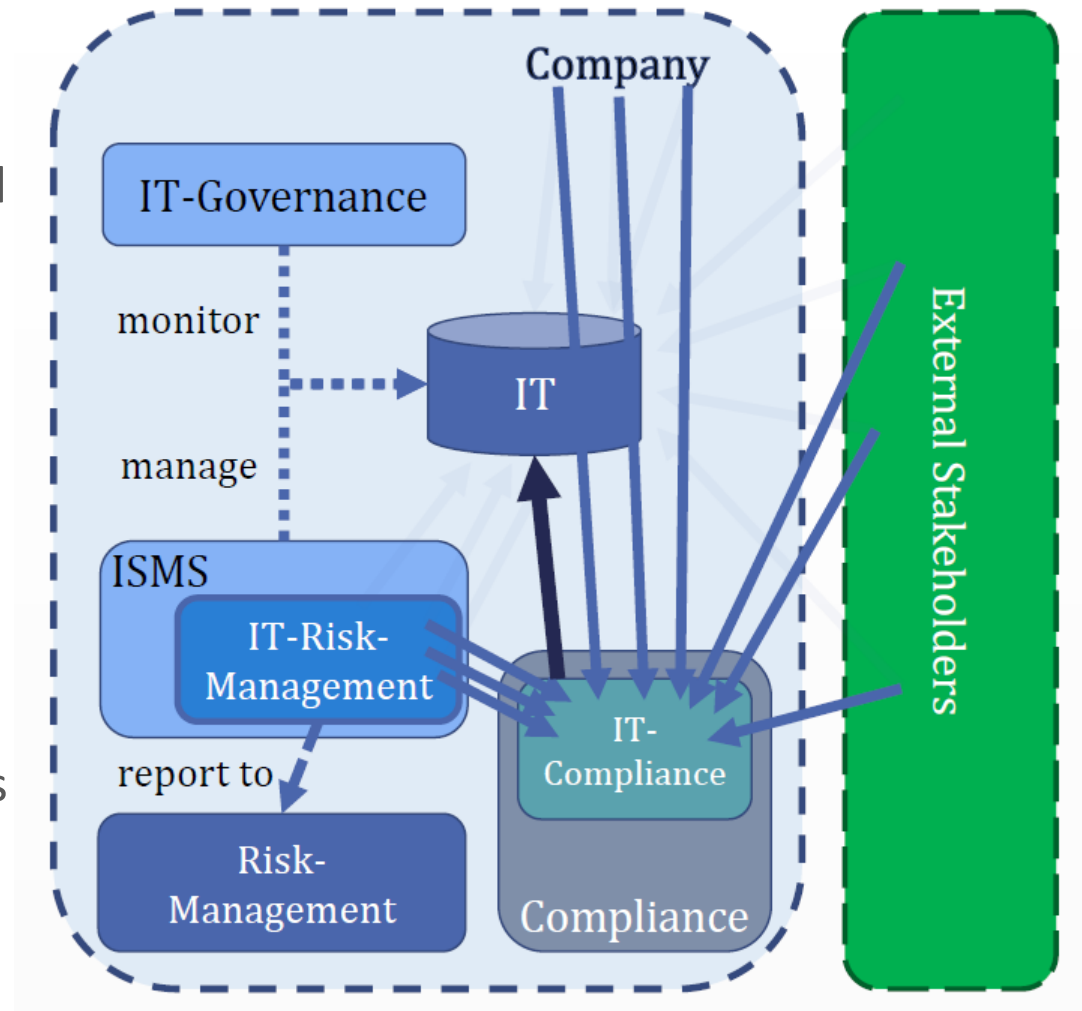 Company
IT-Governance
monitor
IT
manage
ISMS
IT-Risk-
Management
report to
Risk-
Management
IT-
Compliance
Compliance
External Stakeholders
s